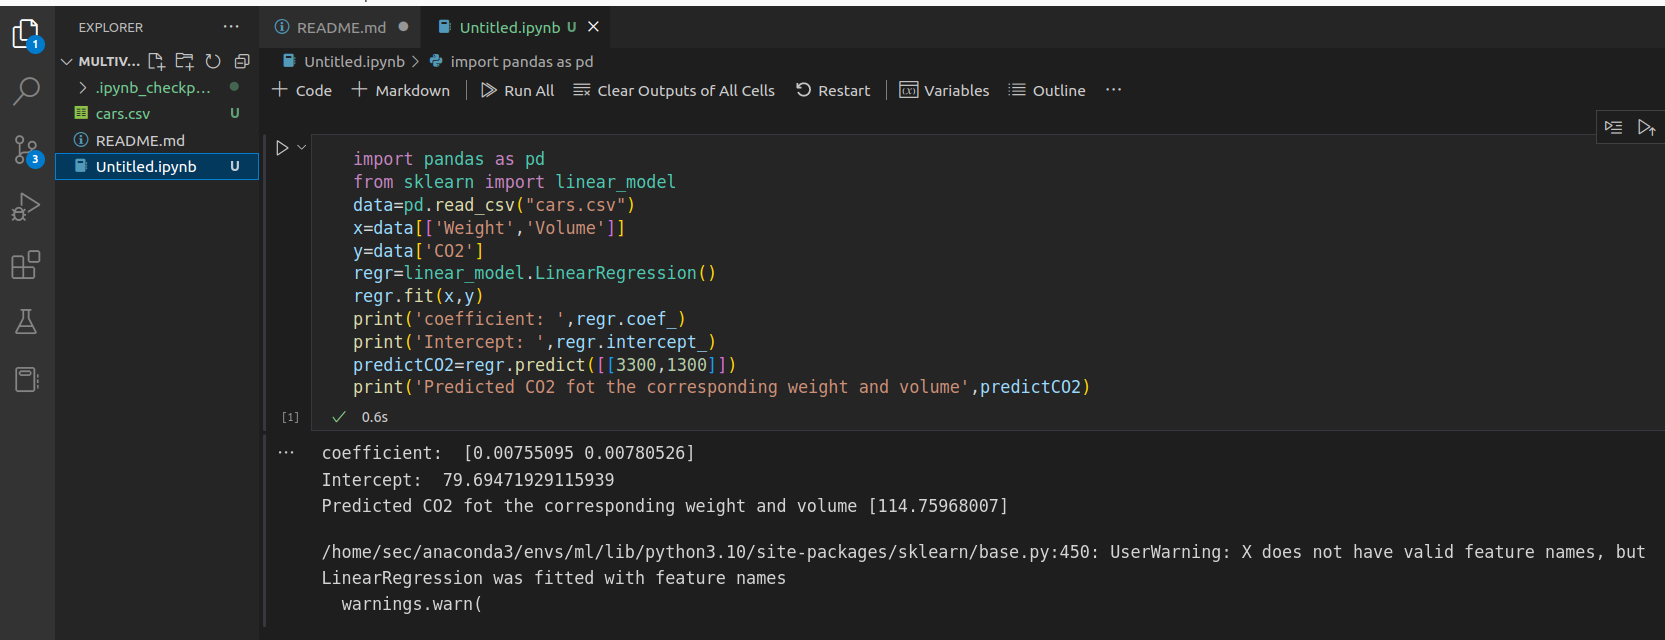 EXPLORER
README.md
Untitled.ipynb U
MULTIV...
Untitled.ipynb > import pandas as pd
1
.ipynb_checkp...
Code Markdown Run All Clear Outputs of All Cells Restart Variables Outline ...
cars.csv U
README.md
3
Untitled.ipynb U
import pandas as pd
from sklearn import linear_model
data=pd.read_csv("cars.csv")
x=data[['Weight','Volume']]
y=data['CO2']
regr=linear_model.LinearRegression()
regr.fit(x,y)
print('coefficient: ',regr.coef_)
print('Intercept: ',regr.intercept_)
predictCO2=regr.predict([[3300,1300]])
print('Predicted CO2 fot the corresponding weight and volume',predictCO2)
[1] 0.6s
coefficient:  [0.00755095 0.00780526]
Intercept:  79.69471929115939
Predicted CO2 fot the corresponding weight and volume [114.75968007]
/home/sec/anaconda3/envs/ml/lib/python3.10/site-packages/sklearn/base.py:450: UserWarning: X does not have valid feature names, but
LinearRegression was fitted with feature names
  warnings.warn(